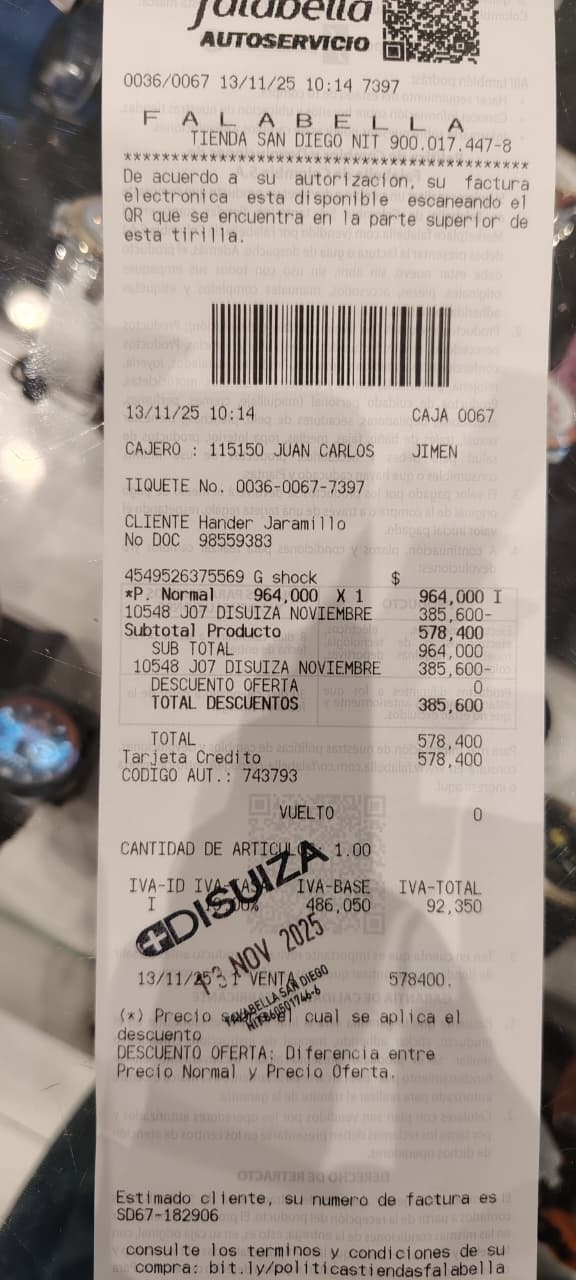 falabella
AUTOSERVICIO
0036/0067 13/11/25 10:14 7397
F A L A B E L L A
TIENDA SAN DIEGO NIT 900.017.447-8
******************************************
De acuerdo a su autorizacion, su factura
electronica esta disponible escaneando el
QR que se encuentra en la parte superior de
esta tirilla.
13/11/25 10:14 CAJA 0067
CAJERO : 115150 JUAN CARLOS JIMEN
TIQUETE No. 0036-0067-7397
CLIENTE Hander Jaramillo
No DOC 98559383
4549526375569 G shock $
*P. Normal 964,000 X 1 964,000 I
10548 J07 DISUIZA NOVIEMBRE 385,600-
Subtotal Producto 578,400
SUB TOTAL 964,000
10548 J07 DISUIZA NOVIEMBRE 385,600-
DESCUENTO OFERTA 0
TOTAL DESCUENTOS 385,600
TOTAL 578,400
Tarjeta Credito 578,400
CODIGO AUT.: 743793
VUELTO 0
CANTIDAD DE ARTICULOS: 1.00
IVA-ID IVA-TASA IVA-BASE IVA-TOTAL
I 19,00% 486,050 92,350
DISUIZA
13 NOV 2025
FALABELLA SAN DIEGO
13/11/25 1 VENTA 578400.
(*) Precio sobre el cual se aplica el
descuento
DESCUENTO OFERTA: Diferencia entre
Precio Normal y Precio Oferta.
Estimado cliente, su numero de factura es
SD67-182906
consulte los terminos y condiciones de su
compra: bit.ly/politicastiendasfalabella